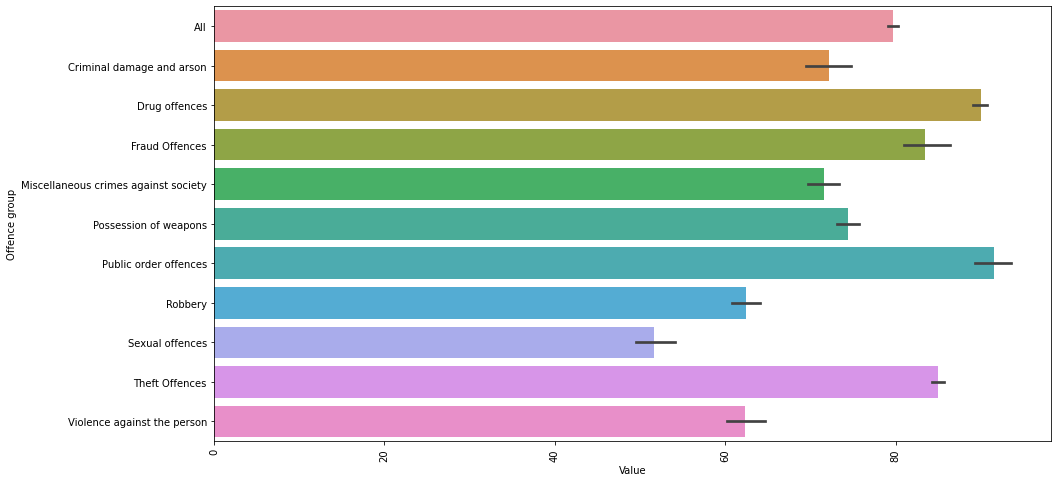 All
Criminal damage and arson
Drug offences
Fraud Offences
Miscellaneous crimes against society
Possession of weapons
Public order offences
Robbery
Sexual offences
Theft Offences
Violence against the person
Offence group
0
20
40
60
80
Value